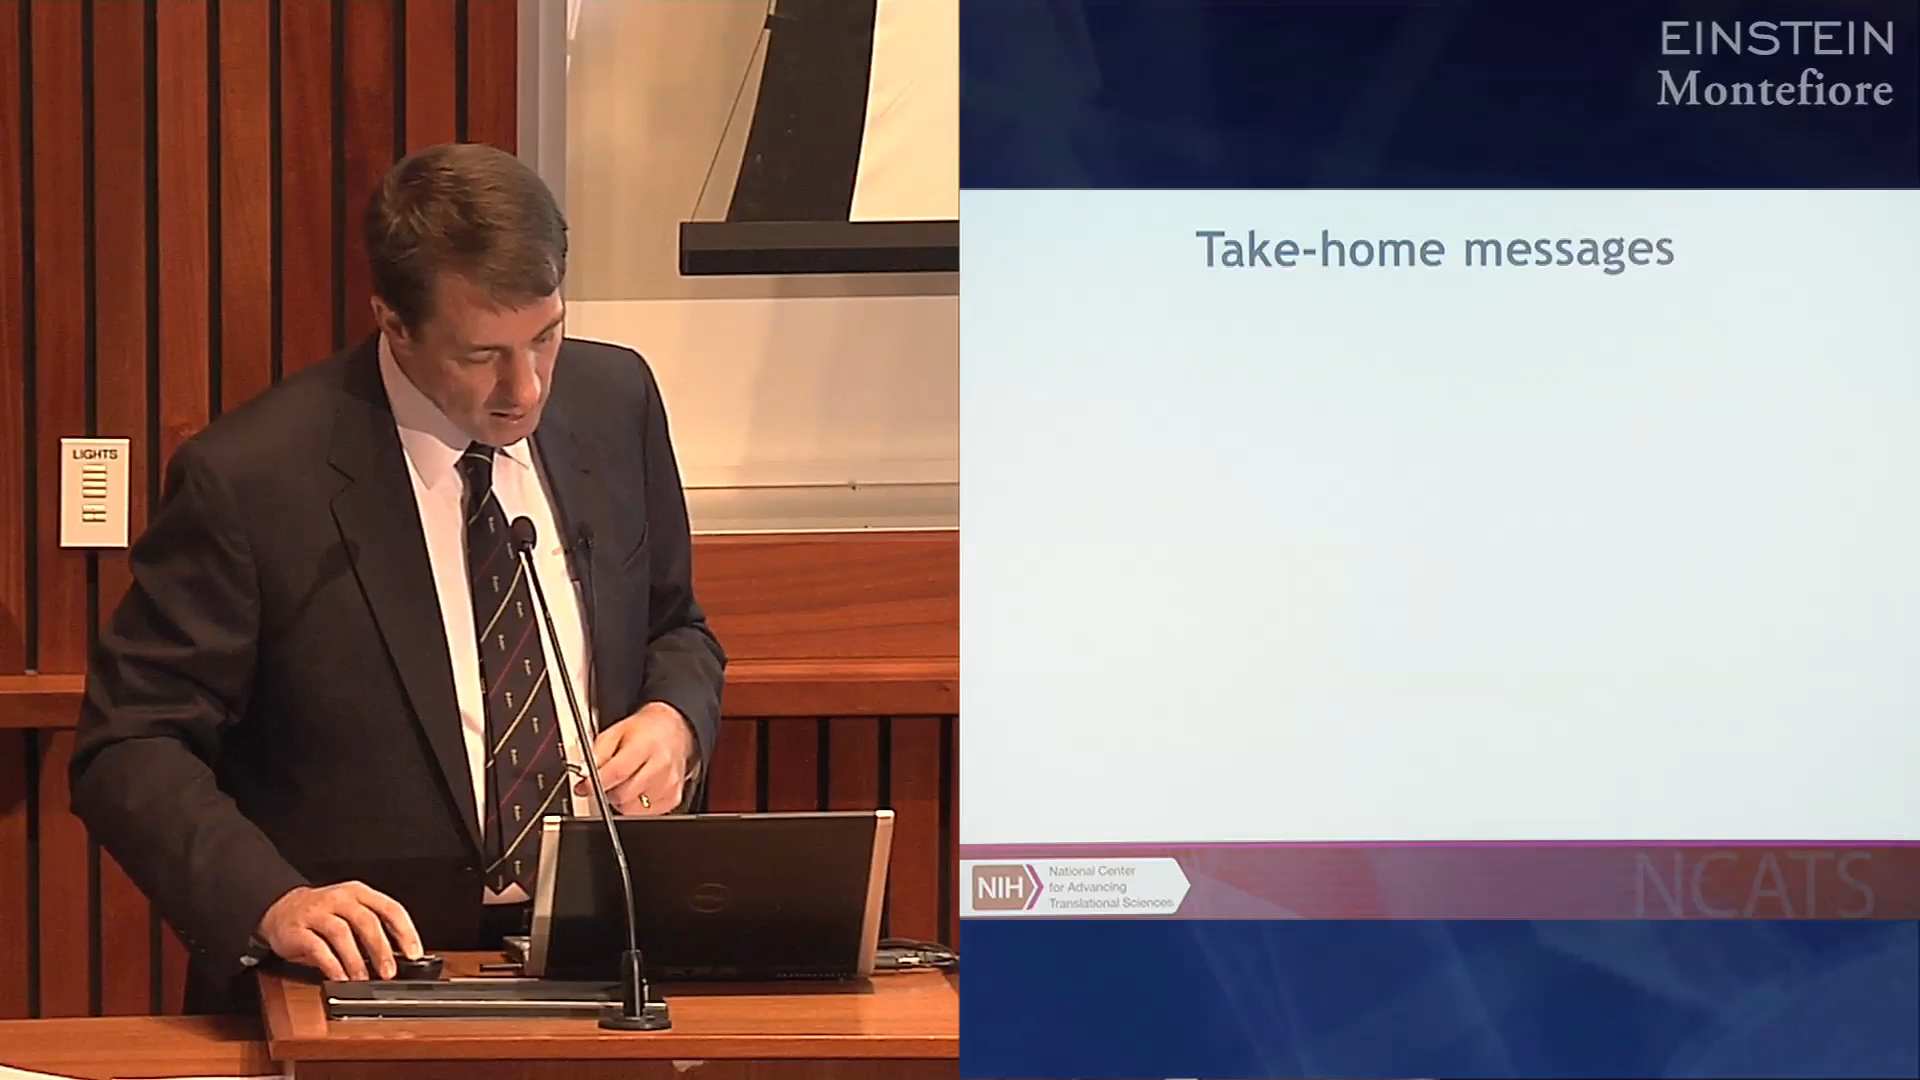 LIGHTS
EINSTEIN
Montefiore
Take-home messages
NIH
National Center
for Advancing
Translational Sciences
NCATS